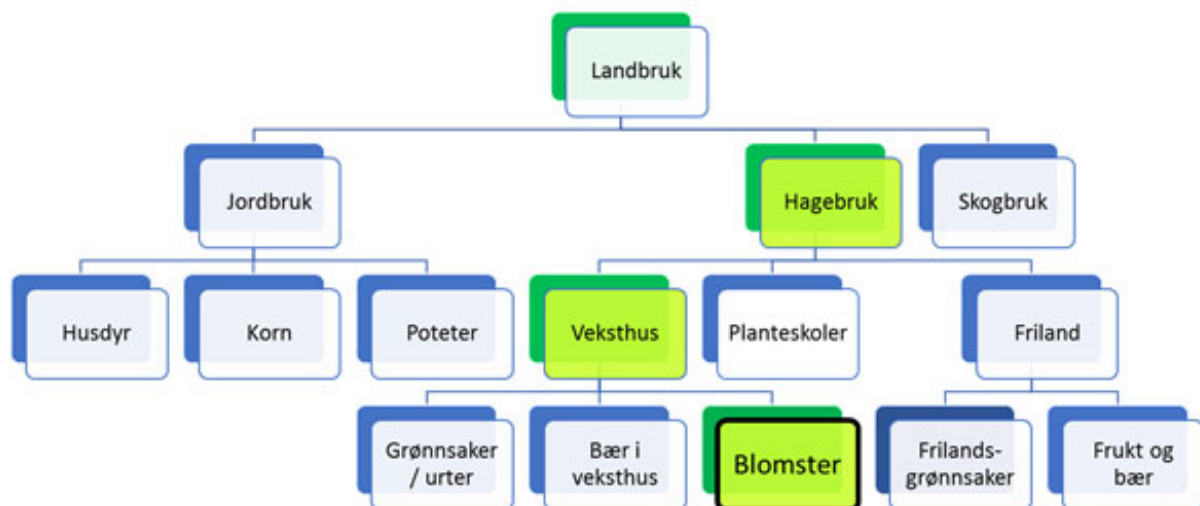 Landbruk
Jordbruk
Hagebruk
Skogbruk
Husdyr
Korn
Poteter
Veksthus
Planteskoler
Friland
Grønnsaker
/ urter
Bær i
veksthus
Blomster
Frilands-
grønnsaker
Frukt og
bær